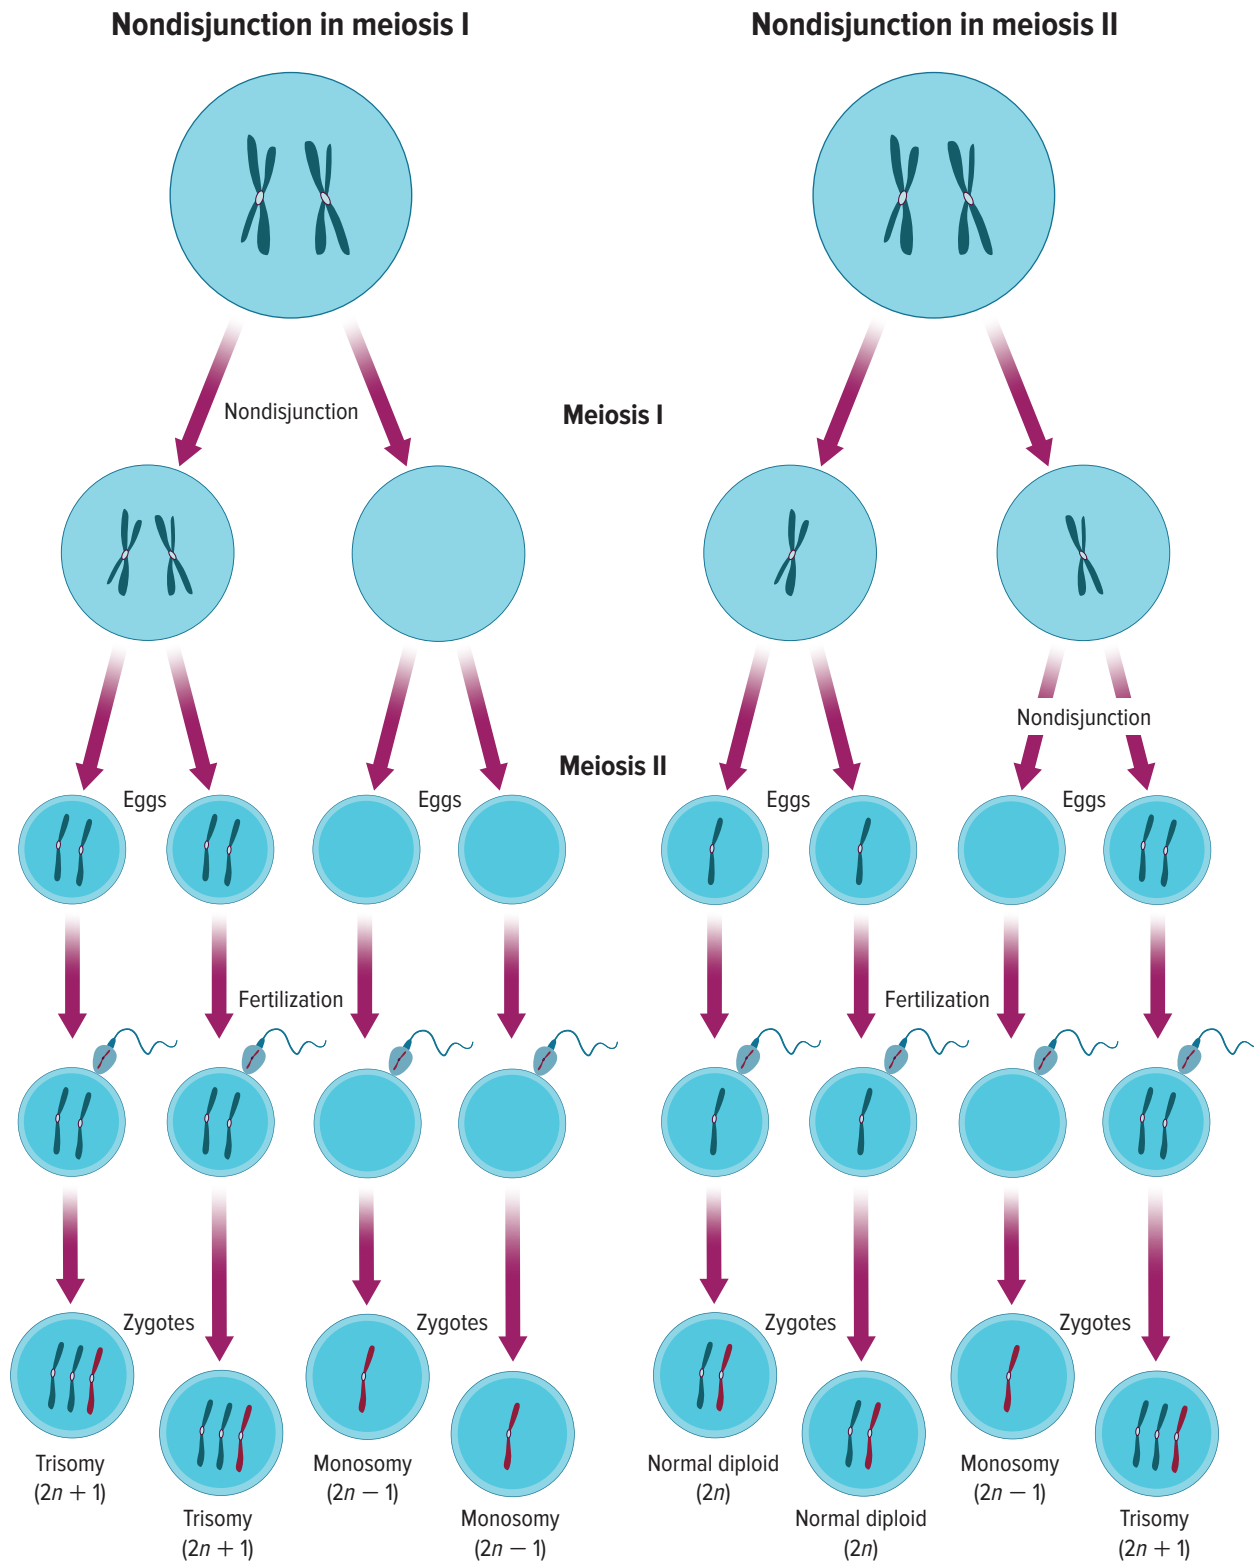 Nondisjunction in meiosis I
Nondisjunction in meiosis II
Nondisjunction
Meiosis I
Nondisjunction
Meiosis II
Eggs
Eggs
Eggs
Eggs
Fertilization
Fertilization
Zygotes
Zygotes
Zygotes
Zygotes
Trisomy
(2n + 1)
Trisomy
(2n + 1)
Monosomy
(2n − 1)
Monosomy
(2n − 1)
Normal diploid
(2n)
Normal diploid
(2n)
Monosomy
(2n − 1)
Trisomy
(2n + 1)